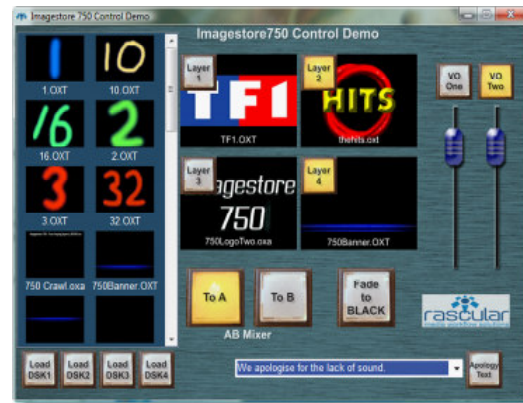 Imagestore 750 Control Demo
Imagestore750 Control Demo
1
10
1.OXT
10.OXT
16
2
16.OXT
2.OXT
3
32
3.OXT
32.OXT
750 Crawl.oxa
750Banner.OXT
Layer
1
TF1
TF1.OXT
Layer
2
HITS
thehits.oxt
Layer
3
agestore
750
750LogoTwo.oxa
Layer
4
750Banner.OXT
VO
One
VO
Two
To A
To B
AB Mixer
Fade
to
BLACK
rascular
Load
DSK1
Load
DSK2
Load
DSK3
Load
DSK4
We apologise for the lack of sound.
Apology
Text